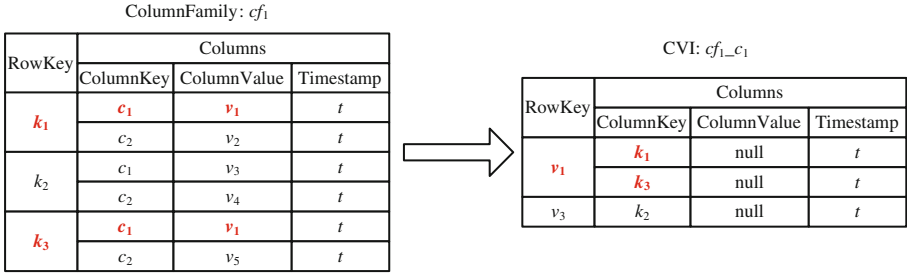 ColumnFamily: cf₁
RowKey Columns
ColumnKey ColumnValue Timestamp
k₁ c₁ v₁ t
c₂ v₂ t
k₂ c₁ v₃ t
c₂ v₄ t
k₃ c₁ v₁ t
c₂ v₅ t
CVI: cf₁_c₁
RowKey Columns
ColumnKey ColumnValue Timestamp
v₁ k₁ null t
k₃ null t
v₃ k₂ null t